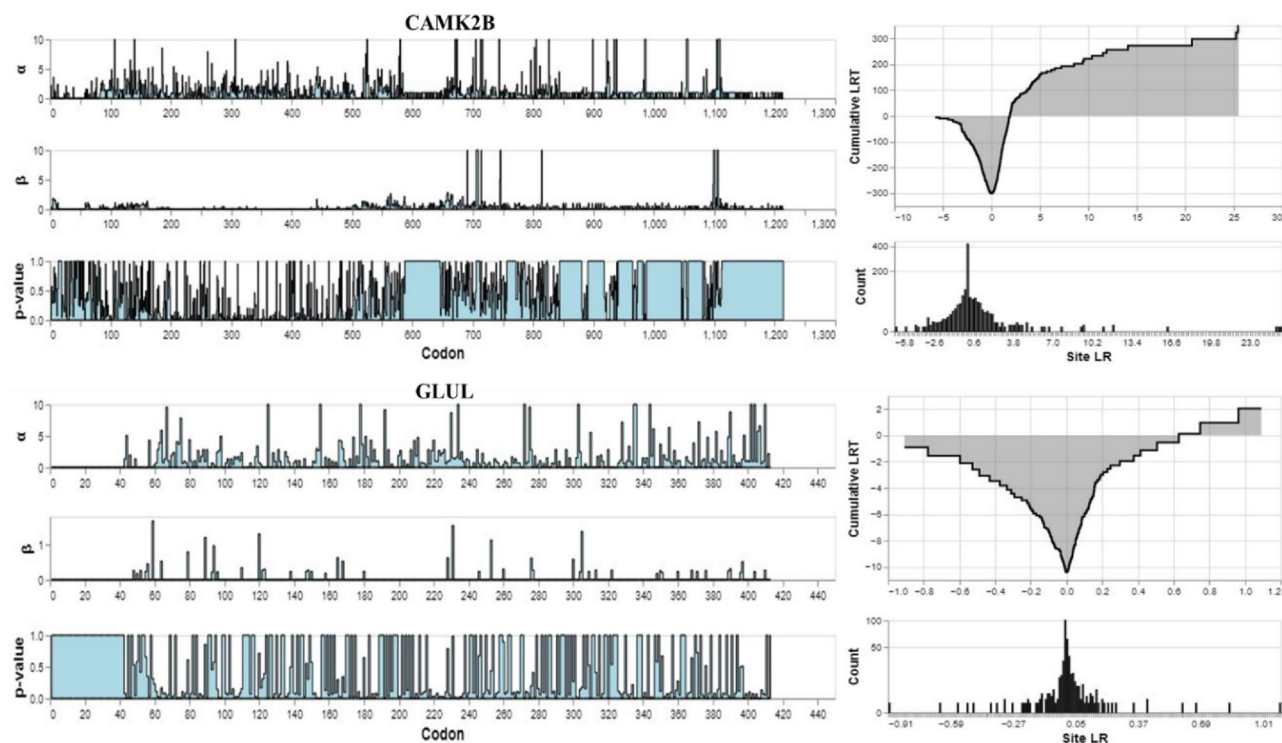 CAMK2B
10
5
0
α
0 100 200 300 400 500 600 700 800 900 1,000 1,100 1,200 1,300
10
5
0
β
0 100 200 300 400 500 600 700 800 900 1,000 1,100 1,200 1,300
1.0
0.5
0.0
p-value
0 100 200 300 400 500 600 700 800 900 1,000 1,100 1,200 1,300
Codon
300
200
100
0
−100
−200
−300
Cumulative LRT
−10 −5 0 5 10 15 20 25 30
400
200
0
Count
−5.8 −2.6 0.6 3.8 7.0 10.2 13.4 16.6 19.8 23.0
Site LR
GLUL
10
5
0
α
0 20 40 60 80 100 120 140 160 180 200 220 240 260 280 300 320 340 360 380 400 420 440
1
0
β
0 20 40 60 80 100 120 140 160 180 200 220 240 260 280 300 320 340 360 380 400 420 440
1.0
0.5
0.0
p-value
0 20 40 60 80 100 120 140 160 180 200 220 240 260 280 300 320 340 360 380 400 420 440
Codon
2
0
−2
−4
−6
−8
−10
Cumulative LRT
−1.0 −0.8 −0.6 −0.4 −0.2 0.0 0.2 0.4 0.6 0.8 1.0 1.2
100
50
0
Count
−0.91 −0.59 −0.27 0.05 0.37 0.69 1.01
Site LR